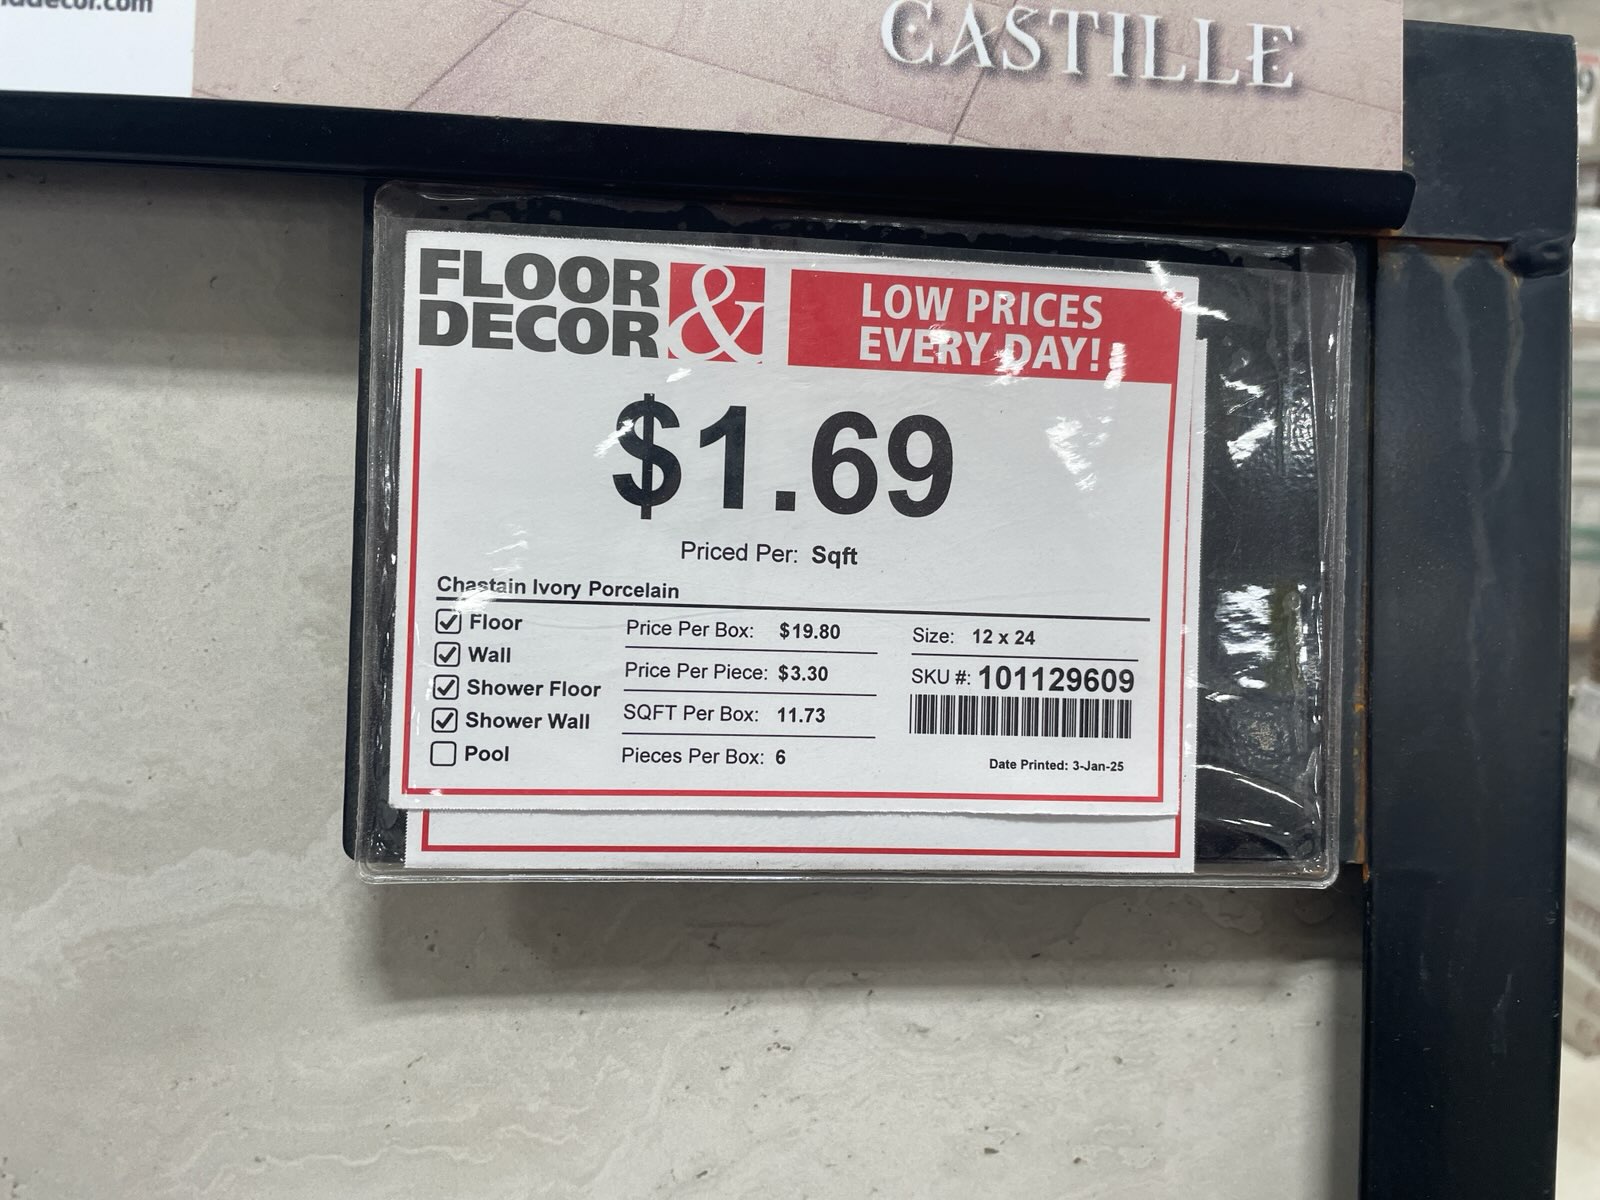 CASTILLE
FLOOR & DECOR
LOW PRICES
EVERY DAY!
$1.69
Priced Per: Sqft
Chastain Ivory Porcelain
Floor
Wall
Shower Floor
Shower Wall
Pool
Price Per Box: $19.80
Price Per Piece: $3.30
SQFT Per Box: 11.73
Pieces Per Box: 6
Size: 12 x 24
SKU #: 101129609
Date Printed: 3-Jan-25